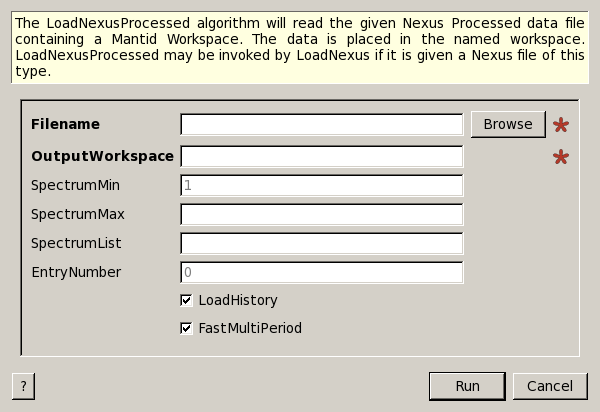 The LoadNexusProcessed algorithm will read the given Nexus Processed data file
containing a Mantid Workspace. The data is placed in the named workspace.
LoadNexusProcessed may be invoked by LoadNexus if it is given a Nexus file of this
type.
Filename
Browse
OutputWorkspace
SpectrumMin
1
SpectrumMax
SpectrumList
EntryNumber
0
LoadHistory
FastMultiPeriod
?
Run
Cancel